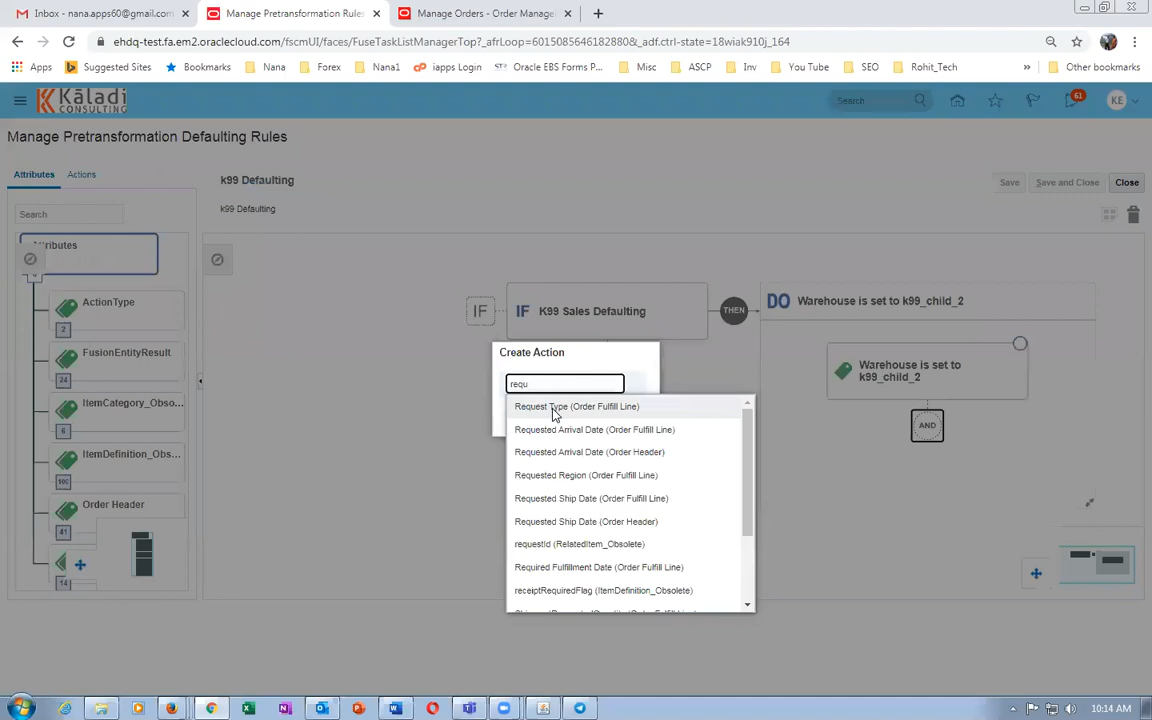 Inbox - nana.apps60@gmail.com
Manage Pretransformation Rules
Manage Orders - Order Manage
ehdq-test.fa.em2.oraclecloud.com/fscmUI/faces/FuseTaskListManagerTop?_afrLoop=6015085646182880&_adf.ctrl-state=18wiak910j_164
Apps
Suggested Sites
Bookmarks
Nana
Forex
Nana1
iapps Login
Oracle EBS Forms P...
Misc
ASCP
Inv
You Tube
SEO
Rohit_Tech
»
Other bookmarks
Kāladi
CONSULTING
Search
61
KE
Manage Pretransformation Defaulting Rules
Attributes
Actions
k99 Defaulting
Save
Save and Close
Close
Search
k99 Defaulting
Attributes
ActionType
2
FusionEntityResult
24
ItemCategory_Obso...
6
ItemDefinition_Obs...
Order Header
41
14
IF
IF
K99 Sales Defaulting
THEN
DO
Warehouse is set to k99_child_2
Warehouse is set to
k99_child_2
AND
Create Action
requ
Request Type (Order Fulfill Line)
Requested Arrival Date (Order Fulfill Line)
Requested Arrival Date (Order Header)
Requested Region (Order Fulfill Line)
Requested Ship Date (Order Fulfill Line)
Requested Ship Date (Order Header)
requestId (RelatedItem_Obsolete)
Required Fulfillment Date (Order Fulfill Line)
receiptRequiredFlag (ItemDefinition_Obsolete)
10:14 AM